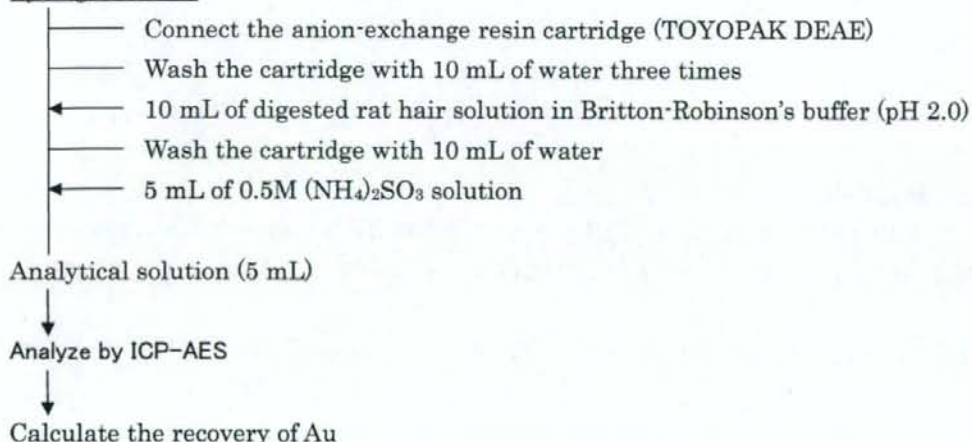 Connect the anion-exchange resin cartridge (TOYOPAK DEAE)
Wash the cartridge with 10 mL of water three times
10 mL of digested rat hair solution in Britton-Robinson's buffer (pH 2.0)
Wash the cartridge with 10 mL of water
5 mL of 0.5M (NH₄)₂SO₃ solution
Analytical solution (5 mL)
Analyze by ICP-AES
Calculate the recovery of Au